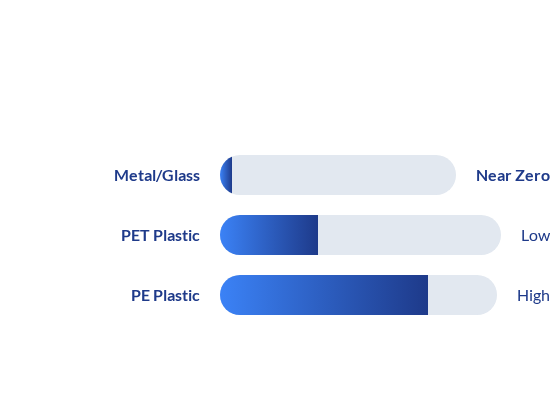 Metal/Glass Near Zero
PET Plastic Low
PE Plastic High